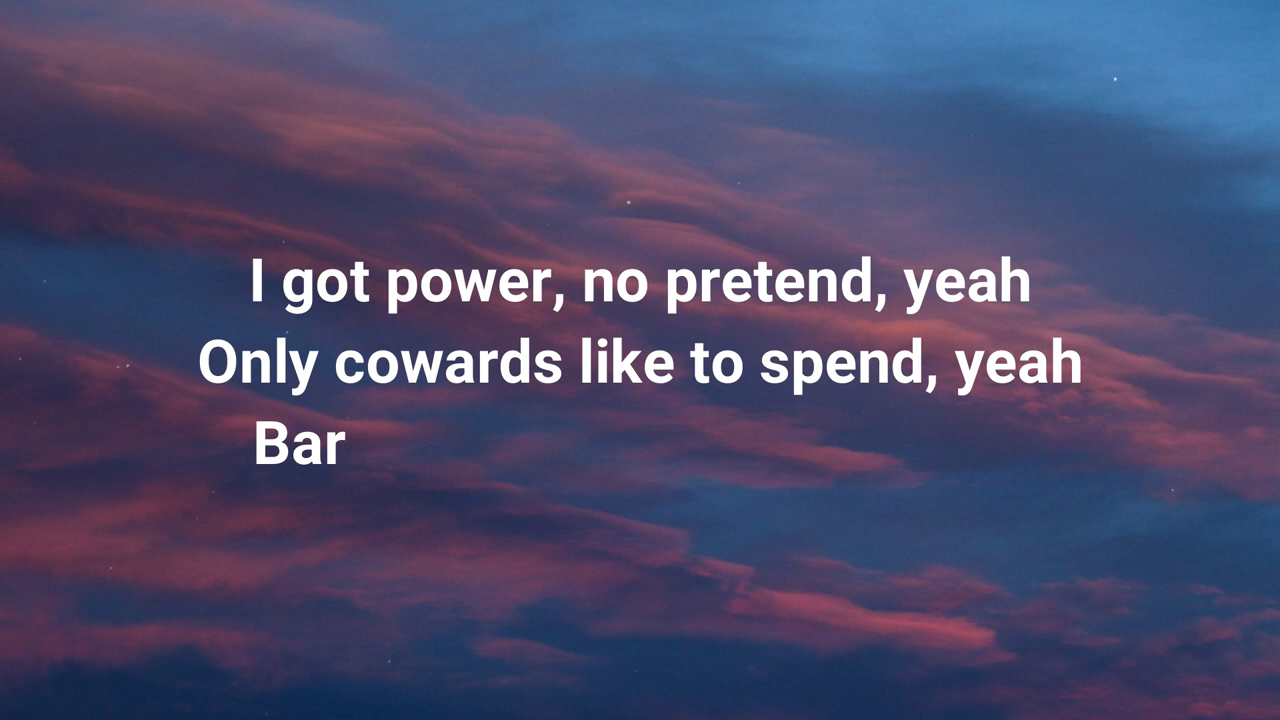 I got power, no pretend, yeah
Only cowards like to spend, yeah
Bar